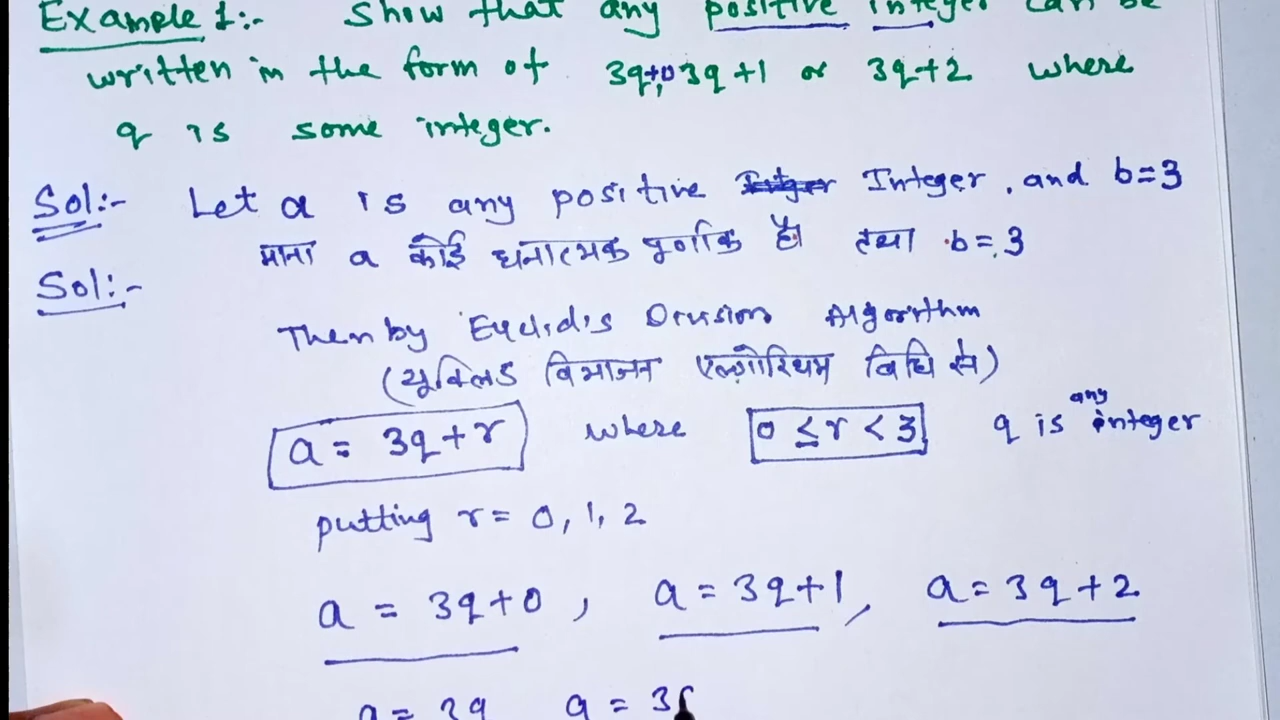 Example 1:- Show that any positive integer can be
written in the form of 3q+0, 3q+1 or 3q+2 where
q is some integer.
Sol:- Let a is any positive Integer, and b=3
माना a कोई धनात्मक पूर्णांक है। तथा b=3
Sol:-
Then by Euclid's Division Algorithm
(यूक्लिड विभाजन एल्गोरिथम विधि से)
a = 3q+r where 0 ≤ r < 3 q is any integer
putting r = 0, 1, 2
a = 3q+0, a = 3q+1, a = 3q+2
a = 3q a = 3